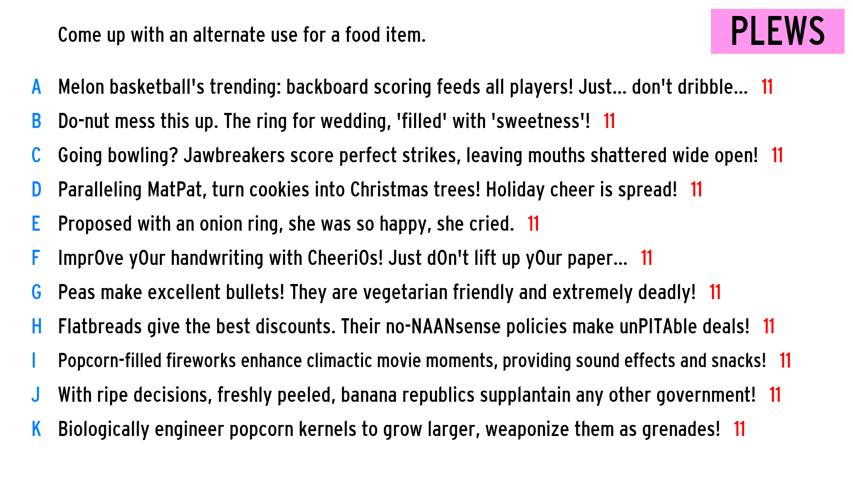 Come up with an alternate use for a food item.
PLEWS
A Melon basketball's trending: backboard scoring feeds all players! Just... don't dribble... 11
B Do-nut mess this up. The ring for wedding, 'filled' with 'sweetness'! 11
C Going bowling? Jawbreakers score perfect strikes, leaving mouths shattered wide open! 11
D Paralleling MatPat, turn cookies into Christmas trees! Holiday cheer is spread! 11
E Proposed with an onion ring, she was so happy, she cried. 11
F ImprOve yOur handwriting with CheeriOs! Just dOn't lift up yOur paper... 11
G Peas make excellent bullets! They are vegetarian friendly and extremely deadly! 11
H Flatbreads give the best discounts. Their no-NAANsense policies make unPITAble deals! 11
I Popcorn-filled fireworks enhance climactic movie moments, providing sound effects and snacks! 11
J With ripe decisions, freshly peeled, banana republics supplantain any other government! 11
K Biologically engineer popcorn kernels to grow larger, weaponize them as grenades! 11